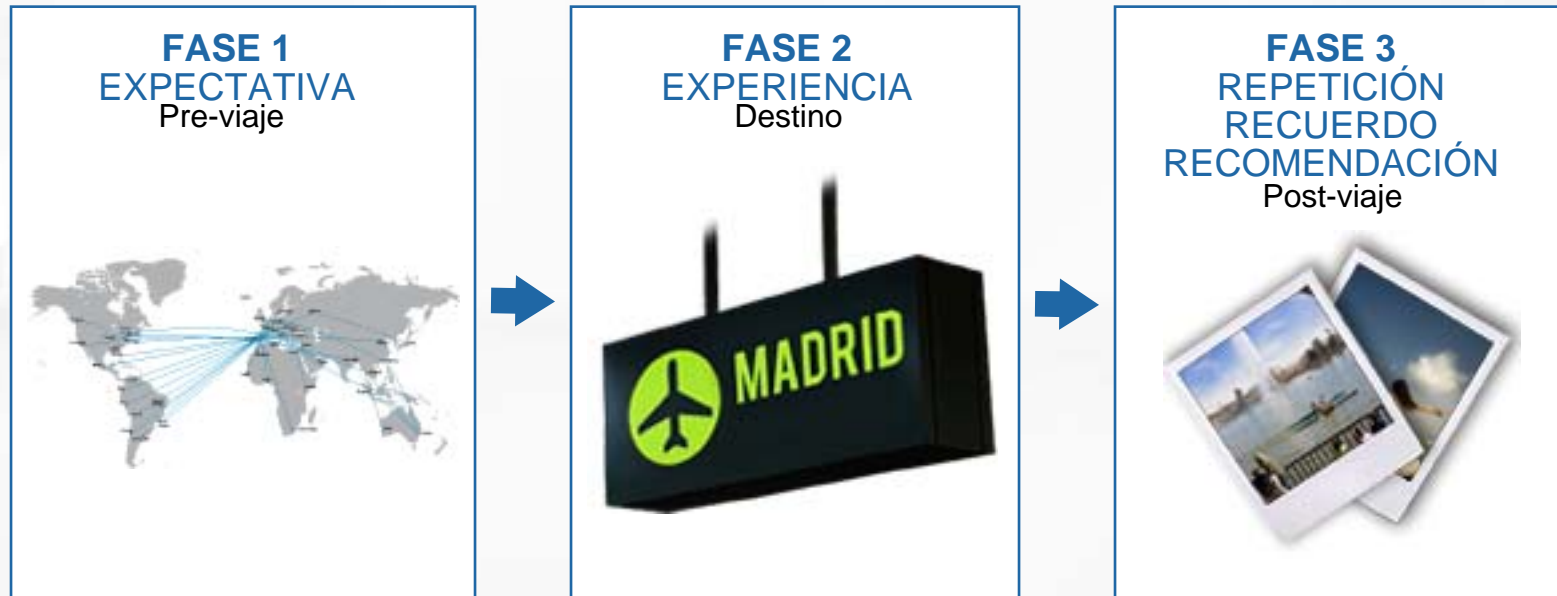 FASE 1
EXPECTATIVA
Pre-viaje
FASE 2
EXPERIENCIA
Destino
MADRID
FASE 3
REPETICIÓN
RECUERDO
RECOMENDACIÓN
Post-viaje